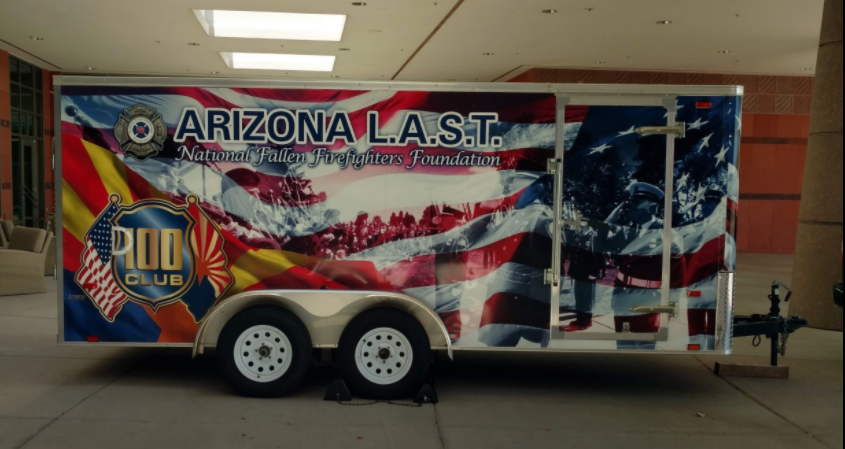 ARIZONA L.A.S.T.
National Fallen Firefighters Foundation
100
CLUB